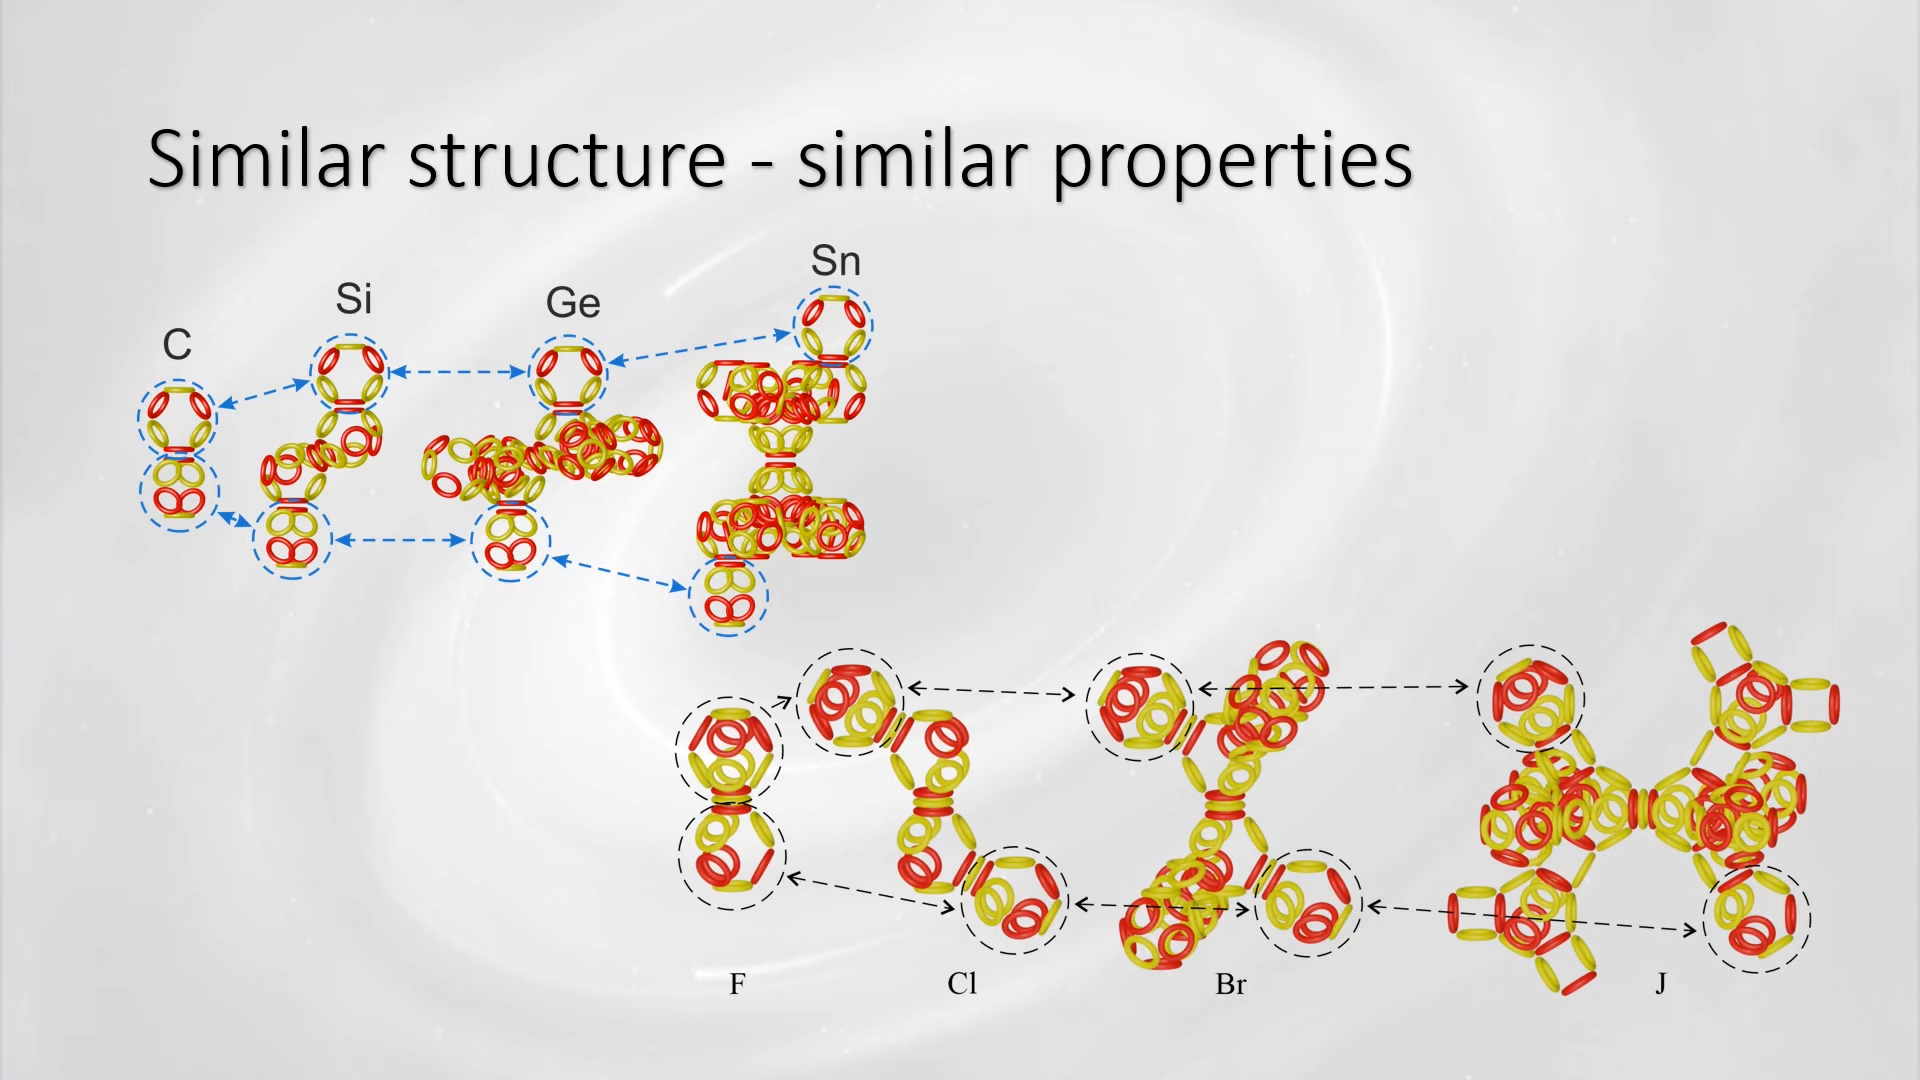 Similar structure - similar properties
C
Si
Ge
Sn
F
Cl
Br
J